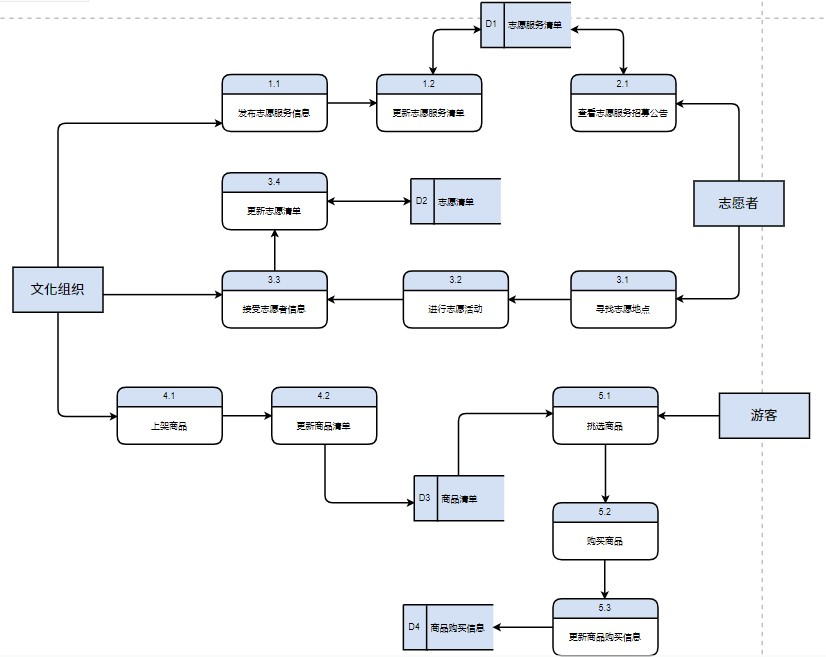 D1 志愿服务清单
1.1
发布志愿服务信息
1.2
更新志愿服务清单
2.1
查看志愿服务招募公告
3.4
更新志愿清单
D2 志愿清单
志愿者
文化组织
3.3
接受志愿者信息
3.2
进行志愿活动
3.1
寻找志愿地点
4.1
上架商品
4.2
更新商品清单
5.1
挑选商品
游客
D3 商品清单
5.2
购买商品
D4 商品购买信息
5.3
更新商品购买信息